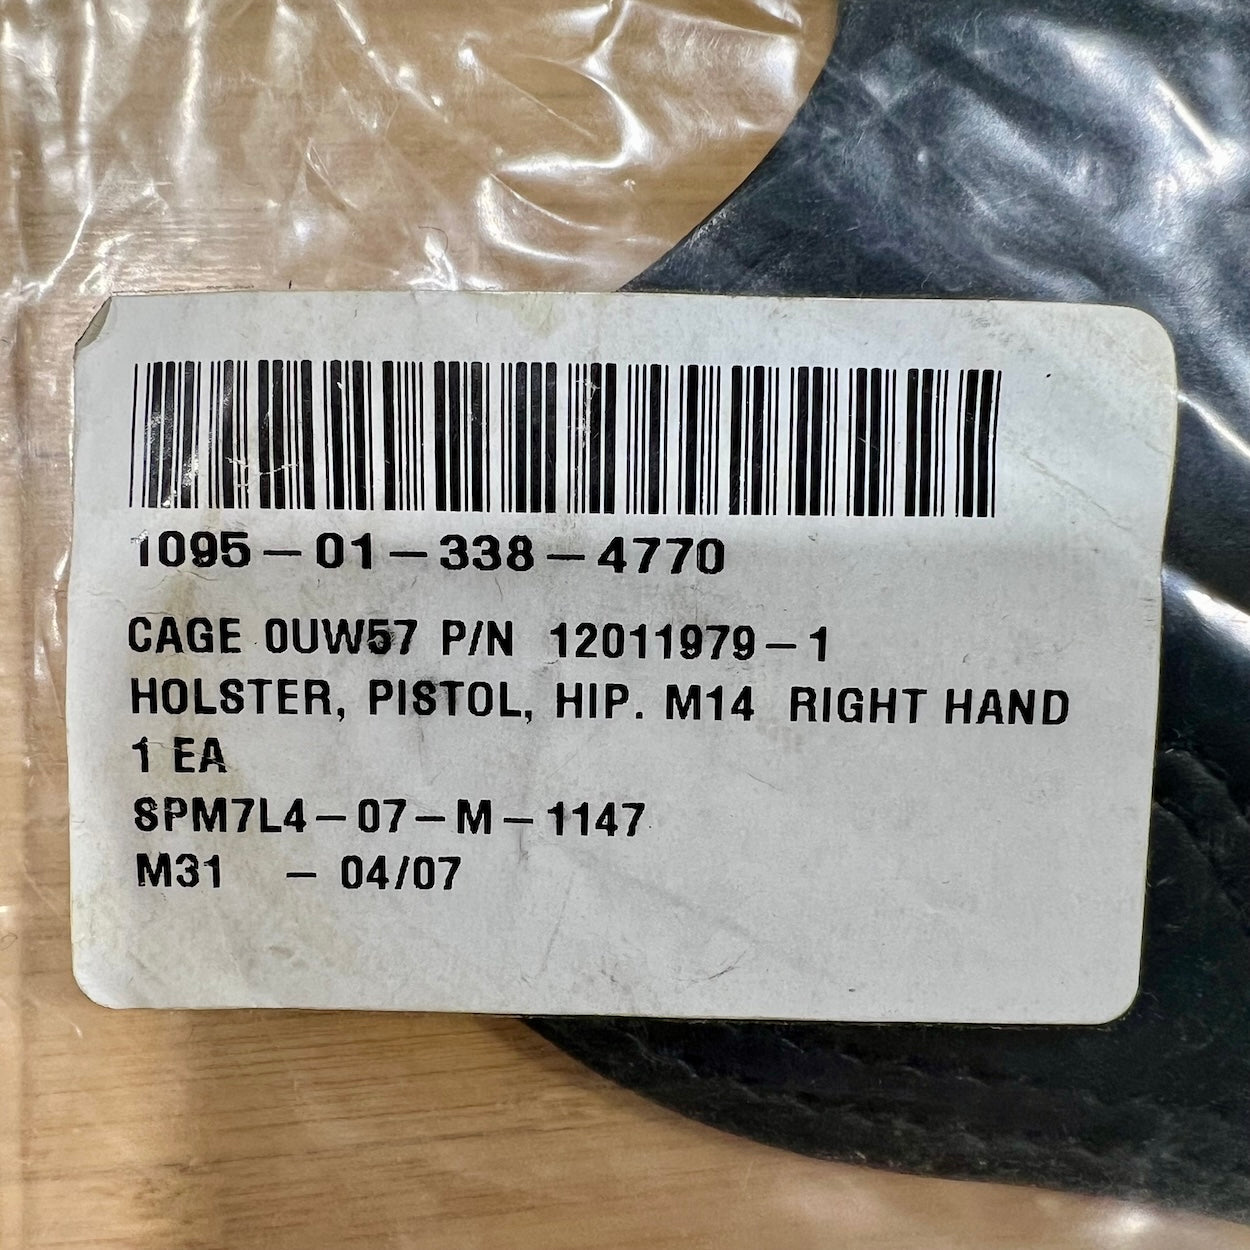 1095-01-338-4770
CAGE 0UW57 P/N 12011979-1
HOLSTER, PISTOL, HIP. M14 RIGHT HAND
1 EA
SPM7L4-07-M-1147
M31 - 04/07